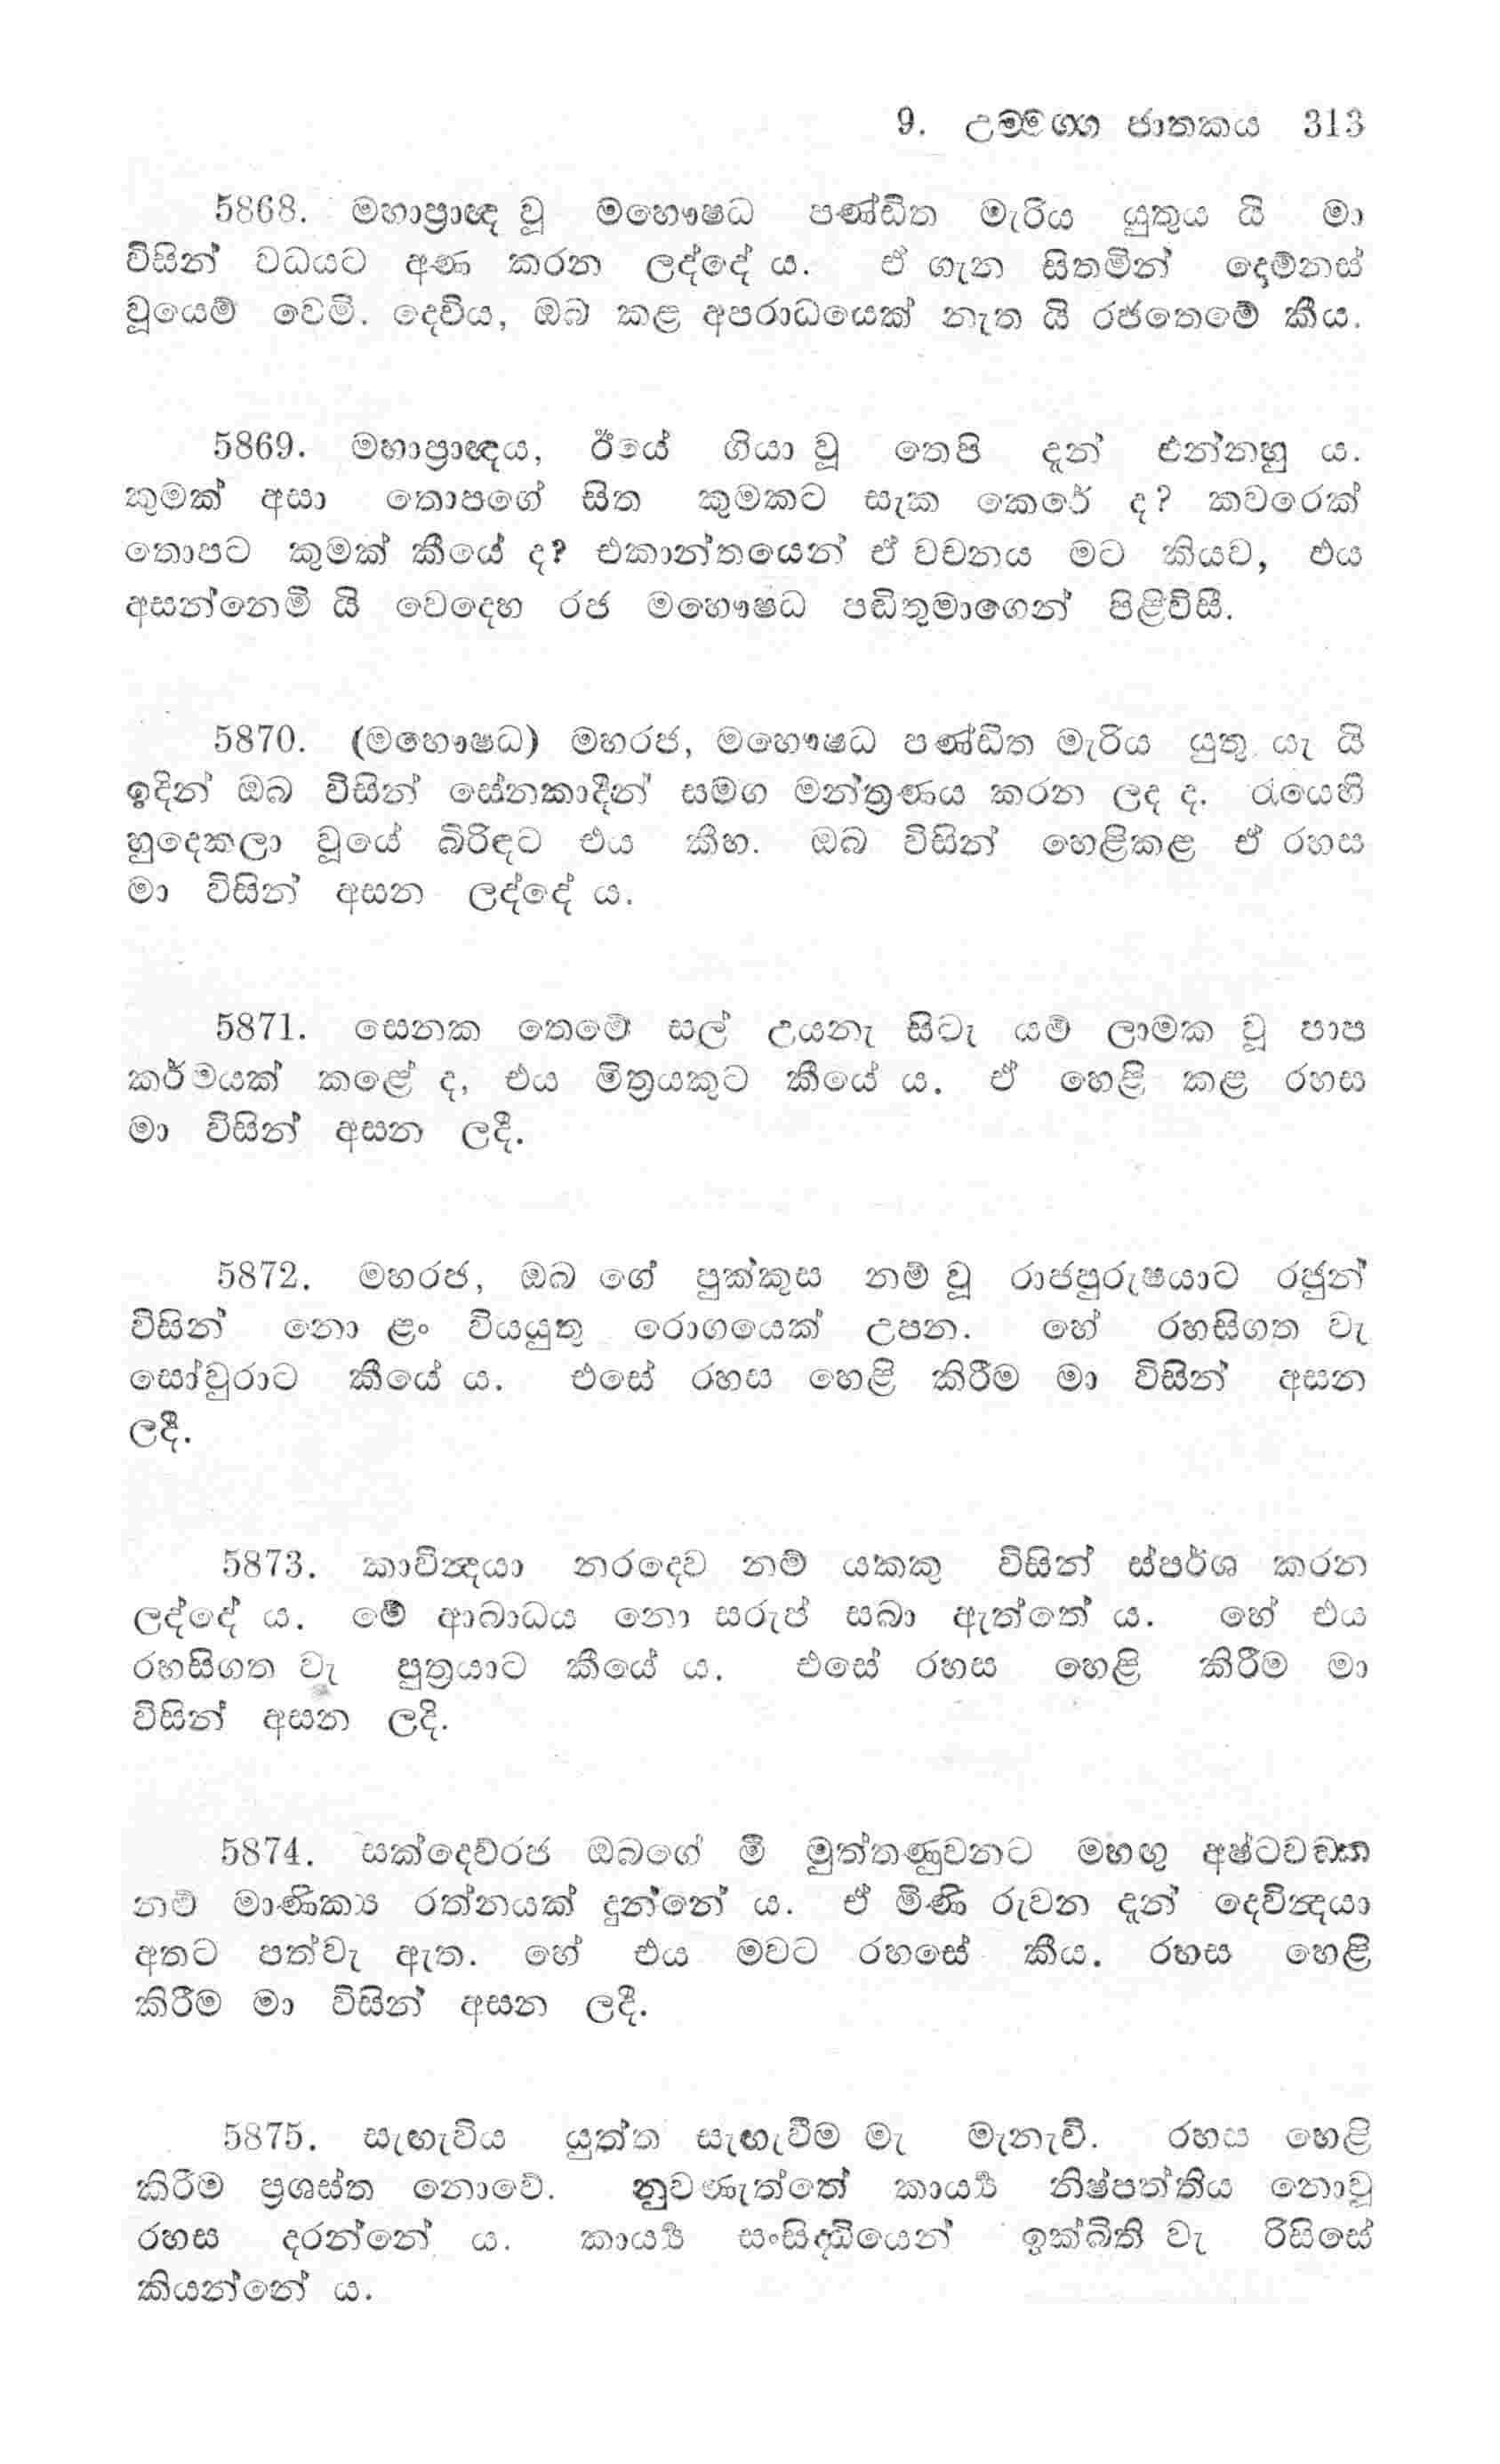 9. උම්මග්ග ජාතකය 313
5868. මහාප්‍රාඥ වූ මහෞෂධ පණ්ඩිත මැරිය යුතුය යි මා
විසින් වධයට අණ කරන ලද්දේ ය. ඒ ගැන සිතමින් දොම්නස්
වූයෙම් වෙමි. දෙවිය, ඔබ කළ අපරාධයෙක් නැත යි රජතෙමේ කීය.
5869. මහාප්‍රාඥය, ඊයේ ගියා වූ තෙපි දැන් එන්නහු ය.
කුමක් අසා තොපගේ සිත කුමකට සැක කෙරේ ද? කවරෙක්
තොපට කුමක් කීයේ ද? එකාන්තයෙන් ඒ වචනය මට කියව, එය
අසන්නෙමි යි වෙදෙහ රජ මහෞෂධ පඬිතුමාගෙන් පිළිවිසී.
5870. (මහෞෂධ) මහරජ, මහෞෂධ පණ්ඩිත මැරිය යුතු යැ යි
ඉදින් ඔබ විසින් සේනකාදීන් සමග මන්ත්‍රණය කරන ලද ද. රැයෙහි
හුදෙකලා වූයේ බිරිඳට එය කීහ. ඔබ විසින් හෙළිකළ ඒ රහස
මා විසින් අසන ලද්දේ ය.
5871. සෙනක තෙමේ සල් උයනැ සිටැ යම් ලාමක වූ පාප
කර්මයක් කළේ ද, එය මිත්‍රයකුට කීයේ ය. ඒ හෙළි කළ රහස
මා විසින් අසන ලදී.
5872. මහරජ, ඔබ ගේ පුක්කුස නම් වූ රාජපුරුෂයාට රජුන්
විසින් නො ළං වියයුතු රොගයෙක් උපන. හේ රහසිගත වැ
සෝවුරාට කීයේ ය. එසේ රහස හෙළි කිරීම මා විසින් අසන
ලදී.
5873. කාවින්‍දයා නරදෙව නම් යකකු විසින් ස්පර්ශ කරන
ලද්දේ ය. මේ ආබාධය නො සරුප් සබා ඇත්තේ ය. හේ එය
රහසිගත වැ පුත්‍රයාට කීයේ ය. එසේ රහස හෙළි කිරීම මා
විසින් අසන ලදි.
5874. සක්දෙව්රජ ඔබගේ මී මුත්තණුවනට මහඟු අෂ්ටවඩ්ක
නම් මාණික්‍ය රත්නයක් දුන්නේ ය. ඒ මිණි රුවන දැන් දෙවින්‍දයා
අතට පත්වැ ඇත. හේ එය මවට රහසේ කීය. රහස හෙළි
කිරීම මා විසින් අසන ලදී.
5875. සැඟැවිය යුත්ත සැඟැවීම මැ මැනැවි. රහස හෙළි
කිරීම ප්‍රශස්ත නොවේ. නුවණැත්තේ කාර්‍ය්‍ය නිෂ්පත්තිය නොවූ
රහස දරන්නේ ය. කාර්‍ය්‍ය සංසිද්‍ධියෙන් ඉක්බිති වැ රිසිසේ
කියන්නේ ය.